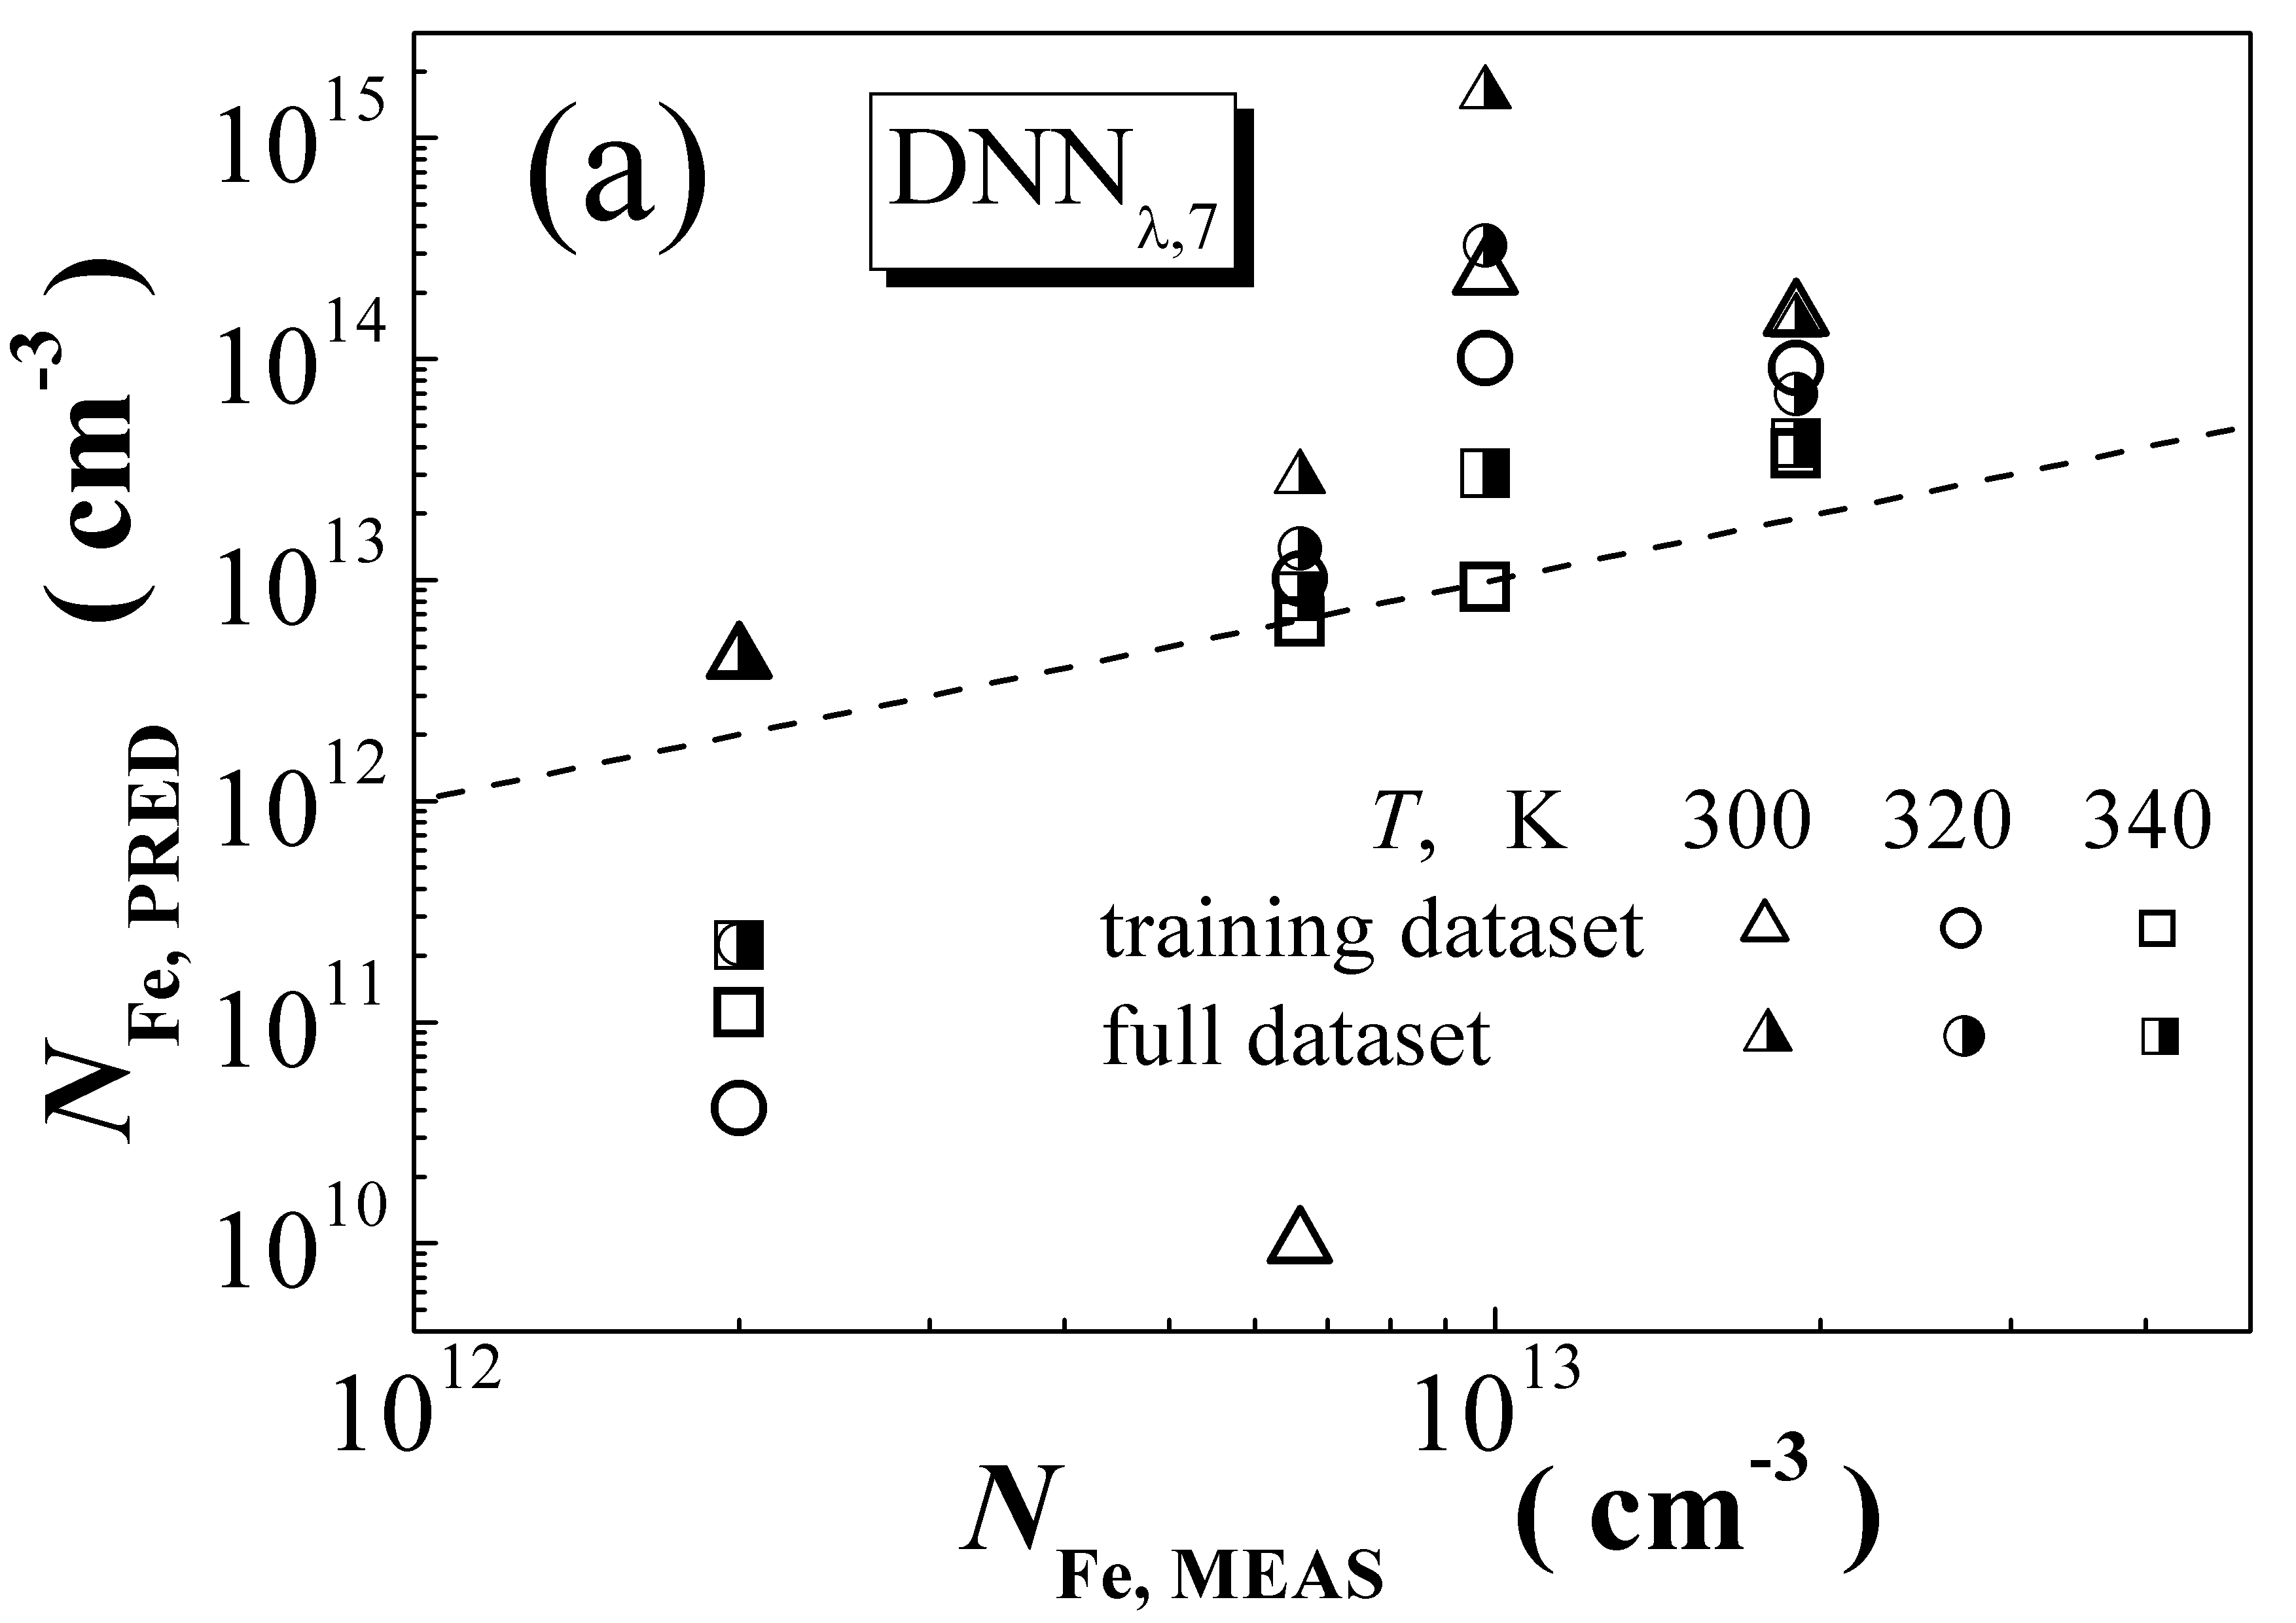 (a)
DNN_λ,7
10^15
10^14
10^13
10^12
10^11
10^10
N_Fe, PRED ( cm^-3 )
T, K 300 320 340
training dataset
full dataset
10^12 10^13
N_Fe, MEAS ( cm^-3 )